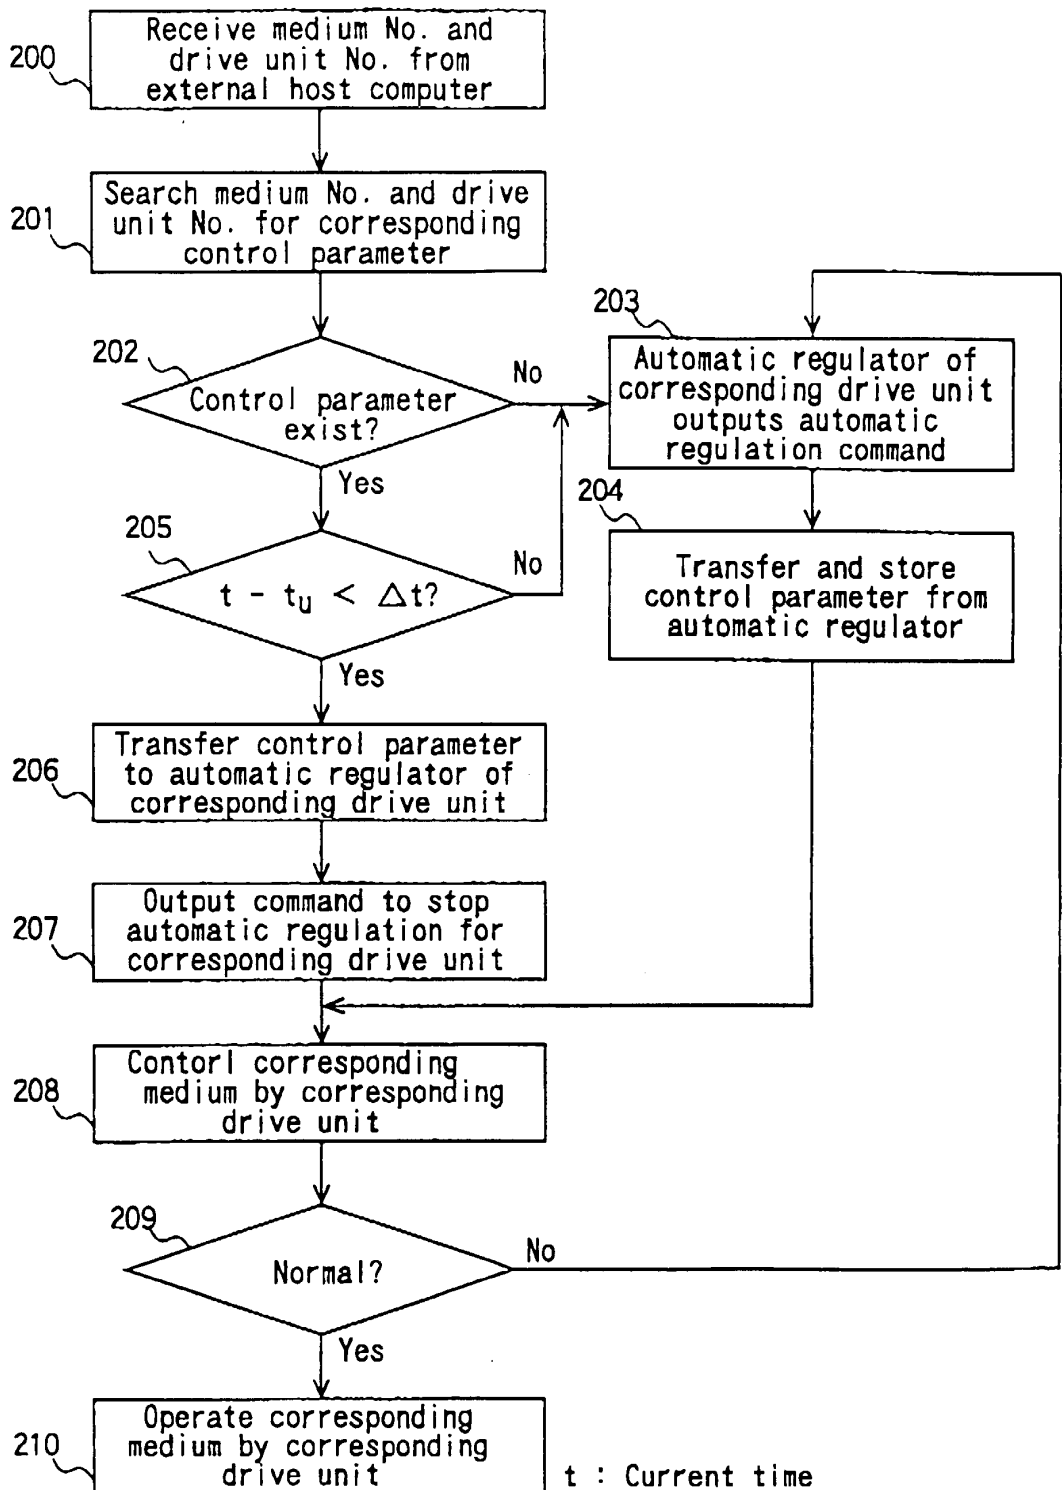 200
Receive medium No. and
drive unit No. from
external host computer
201
Search medium No. and drive
unit No. for corresponding
control parameter
202
Control parameter
exist?
No
Yes
203
Automatic regulator of
corresponding drive unit
outputs automatic
regulation command
204
Transfer and store
control parameter from
automatic regulator
205
t - tu < Δt?
No
Yes
206
Transfer control parameter
to automatic regulator of
corresponding drive unit
207
Output command to stop
automatic regulation for
corresponding drive unit
208
Contorl corresponding
medium by corresponding
drive unit
209
Normal?
No
Yes
210
Operate corresponding
medium by corresponding
drive unit
t : Current time